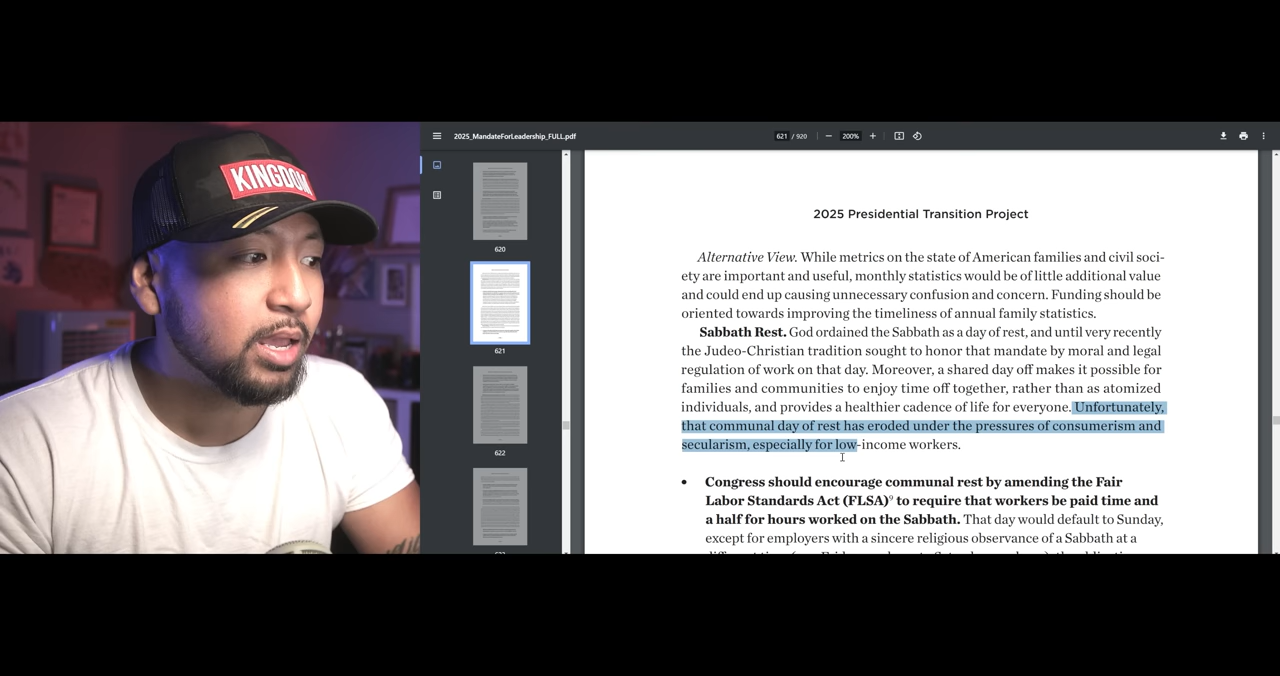 KINGDOM
2025_MandateForLeadership_FULL.pdf
621 / 920
200%
620
621
622
2025 Presidential Transition Project
Alternative View. While metrics on the state of American families and civil soci-
ety are important and useful, monthly statistics would be of little additional value
and could end up causing unnecessary confusion and concern. Funding should be
oriented towards improving the timeliness of annual family statistics.
Sabbath Rest. God ordained the Sabbath as a day of rest, and until very recently
the Judeo-Christian tradition sought to honor that mandate by moral and legal
regulation of work on that day. Moreover, a shared day off makes it possible for
families and communities to enjoy time off together, rather than as atomized
individuals, and provides a healthier cadence of life for everyone. Unfortunately,
that communal day of rest has eroded under the pressures of consumerism and
secularism, especially for low-income workers.
• Congress should encourage communal rest by amending the Fair
Labor Standards Act (FLSA)⁹ to require that workers be paid time and
a half for hours worked on the Sabbath. That day would default to Sunday,
except for employers with a sincere religious observance of a Sabbath at a